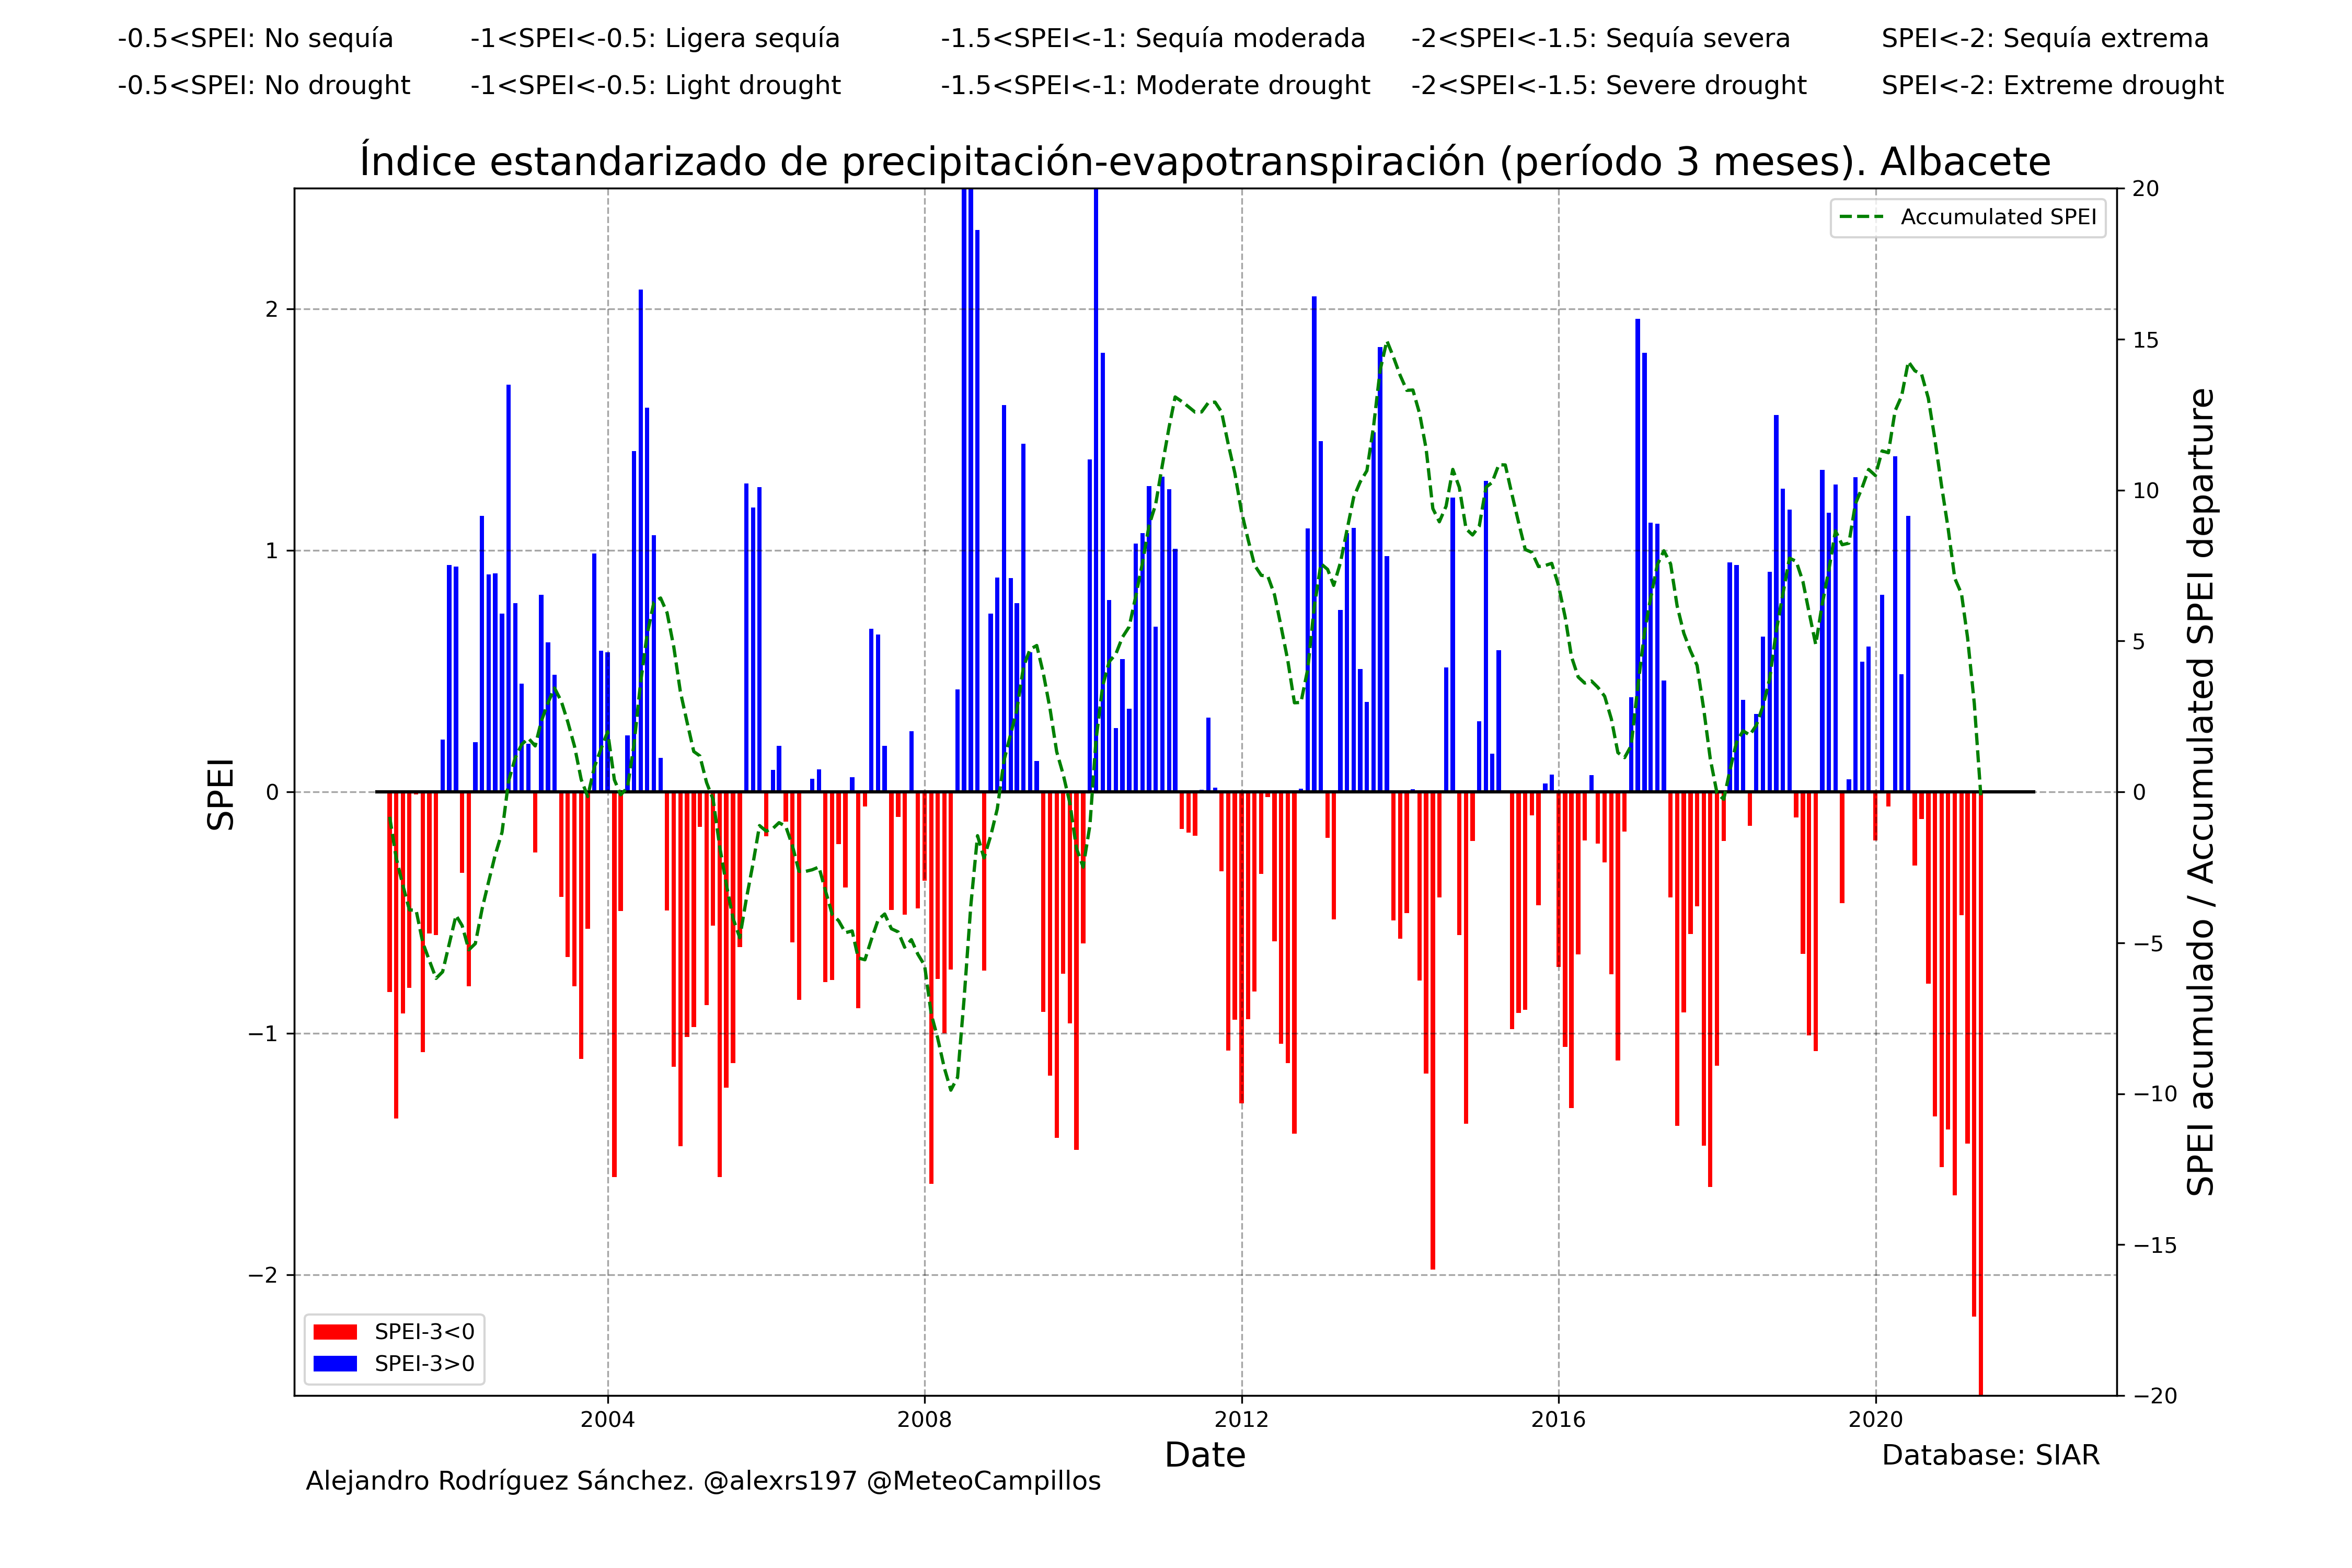 -0.5<SPEI: No sequía -1<SPEI<-0.5: Ligera sequía -1.5<SPEI<-1: Sequía moderada -2<SPEI<-1.5: Sequía severa SPEI<-2: Sequía extrema
-0.5<SPEI: No drought -1<SPEI<-0.5: Light drought -1.5<SPEI<-1: Moderate drought -2<SPEI<-1.5: Severe drought SPEI<-2: Extreme drought
Índice estandarizado de precipitación-evapotranspiración (período 3 meses). Albacete
Accumulated SPEI
SPEI
2
1
0
−1
−2
20
15
10
5
0
−5
−10
−15
−20
SPEI acumulado / Accumulated SPEI departure
SPEI-3<0
SPEI-3>0
2004 2008 2012 2016 2020
Date
Database: SIAR
Alejandro Rodríguez Sánchez. @alexrs197 @MeteoCampillos